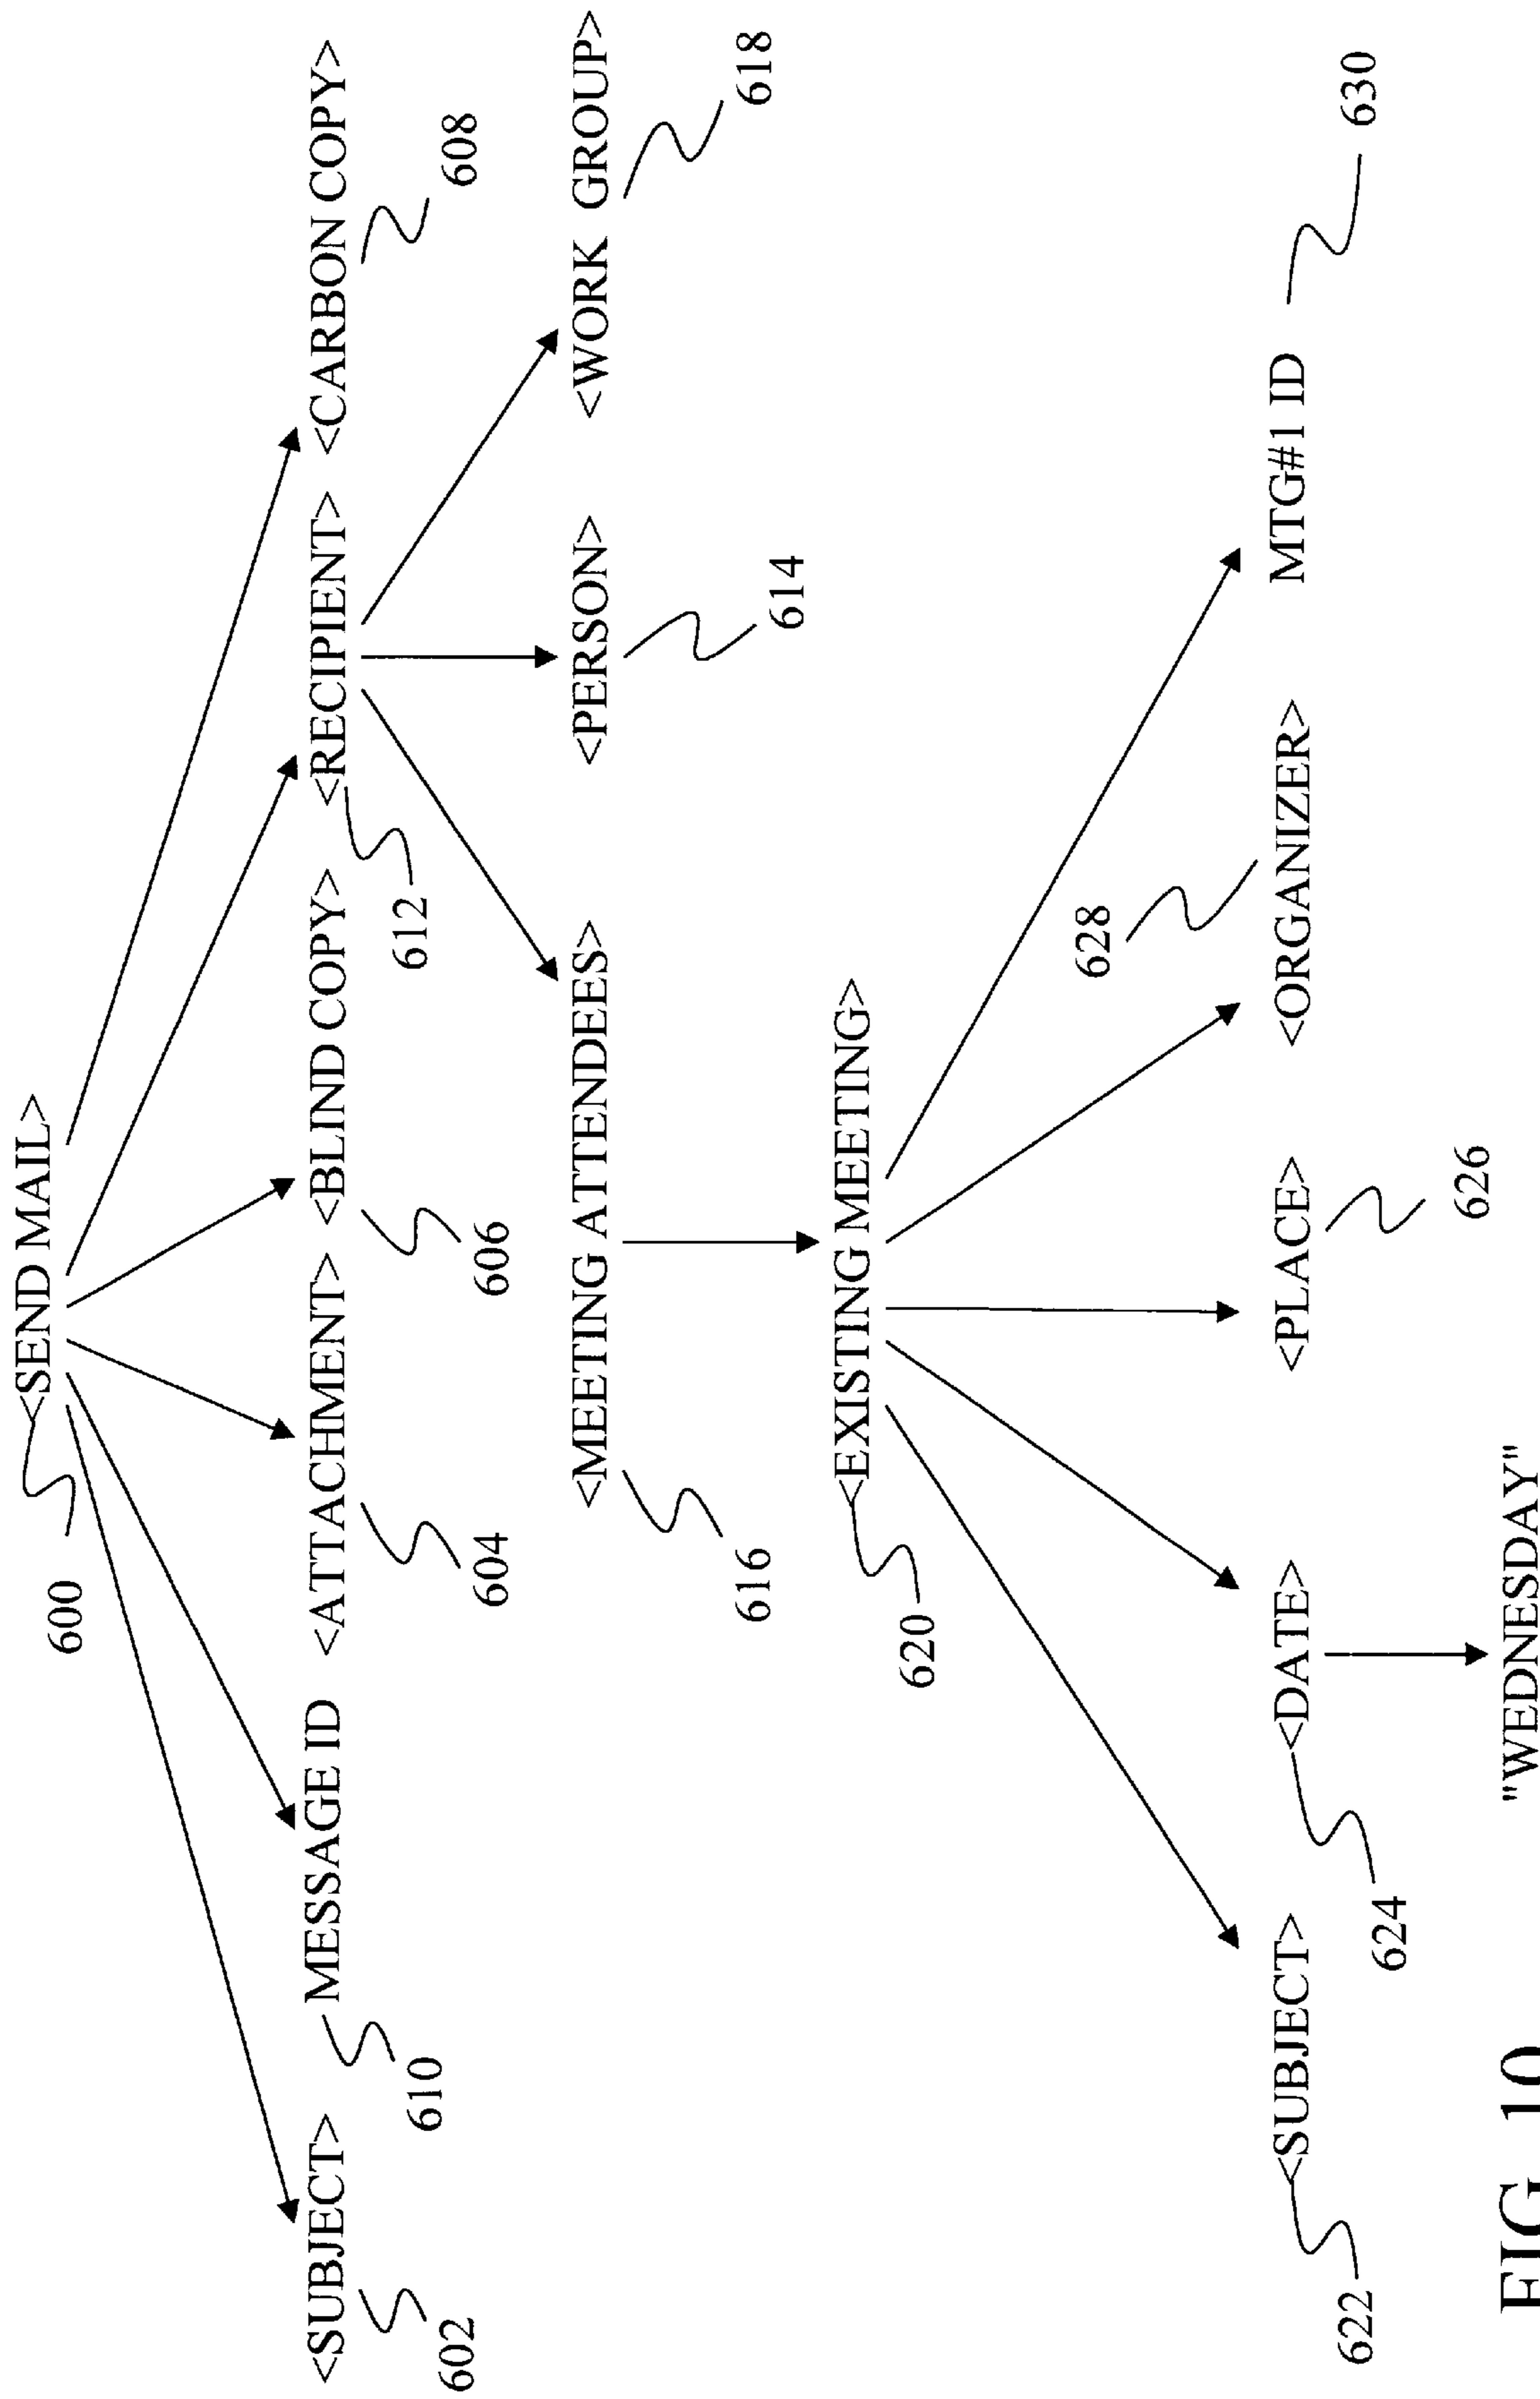 <SEND MAIL>
600
<SUBJECT> MESSAGE ID <ATTACHMENT> <BLIND COPY> <RECIPIENT> <CARBON COPY>
602 610 604 606 612 608
<MEETING ATTENDEES> <PERSON> <WORK GROUP>
616 614 618
<EXISTING MEETING>
620
628
<SUBJECT> <DATE> <PLACE> <ORGANIZER> MTG#1 ID
622 624 626 630
"WEDNESDAY"
FIG. 10